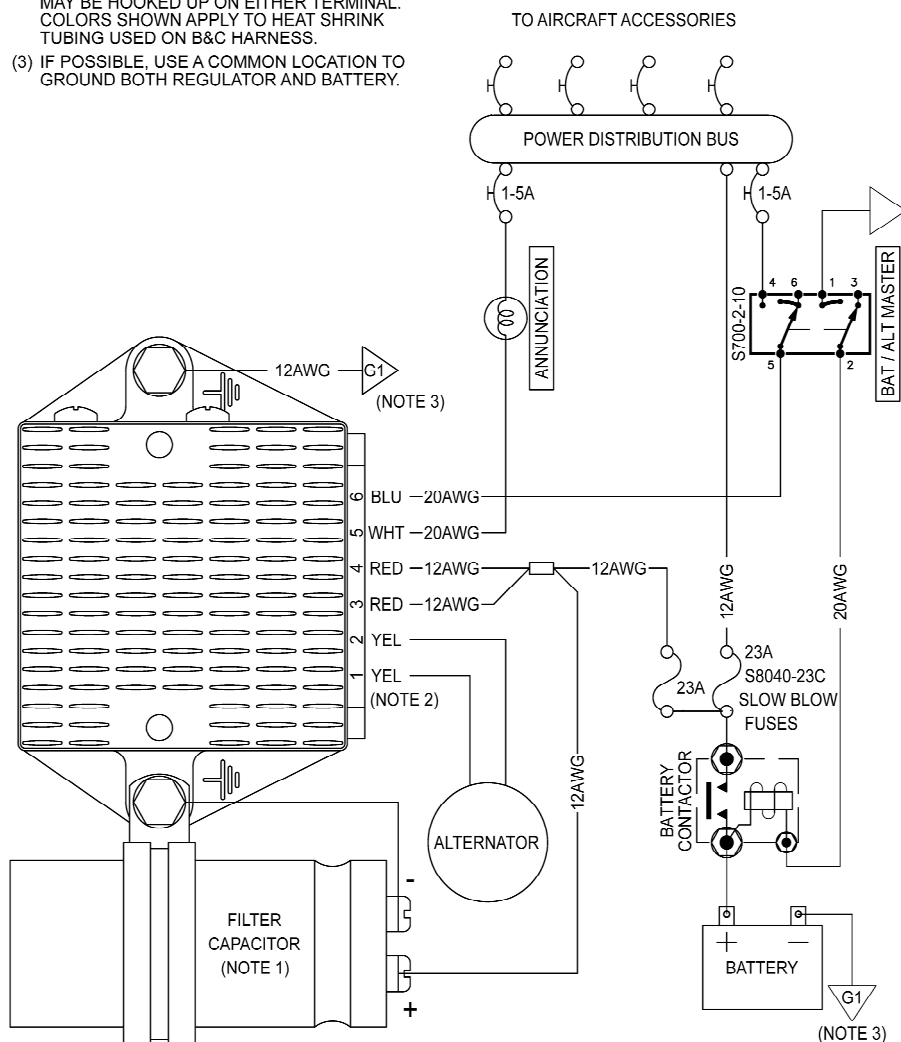 MAY BE HOOKED UP ON EITHER TERMINAL.
COLORS SHOWN APPLY TO HEAT SHRINK
TUBING USED ON B&C HARNESS.
(3) IF POSSIBLE, USE A COMMON LOCATION TO
GROUND BOTH REGULATOR AND BATTERY.
TO AIRCRAFT ACCESSORIES
POWER DISTRIBUTION BUS
1-5A
1-5A
ANNUNCIATION
S700-2-10
4 6 1 3
5 2
BAT / ALT MASTER
12AWG
G1
(NOTE 3)
6 BLU 20AWG
5 WHT 20AWG
4 RED 12AWG
12AWG
3 RED 12AWG
2 YEL
1 YEL
(NOTE 2)
12AWG
20AWG
23A
23A
S8040-23C
SLOW BLOW
FUSES
12AWG
BATTERY
CONTACTOR
ALTERNATOR
FILTER
CAPACITOR
(NOTE 1)
-
+
+ -
BATTERY
G1
(NOTE 3)